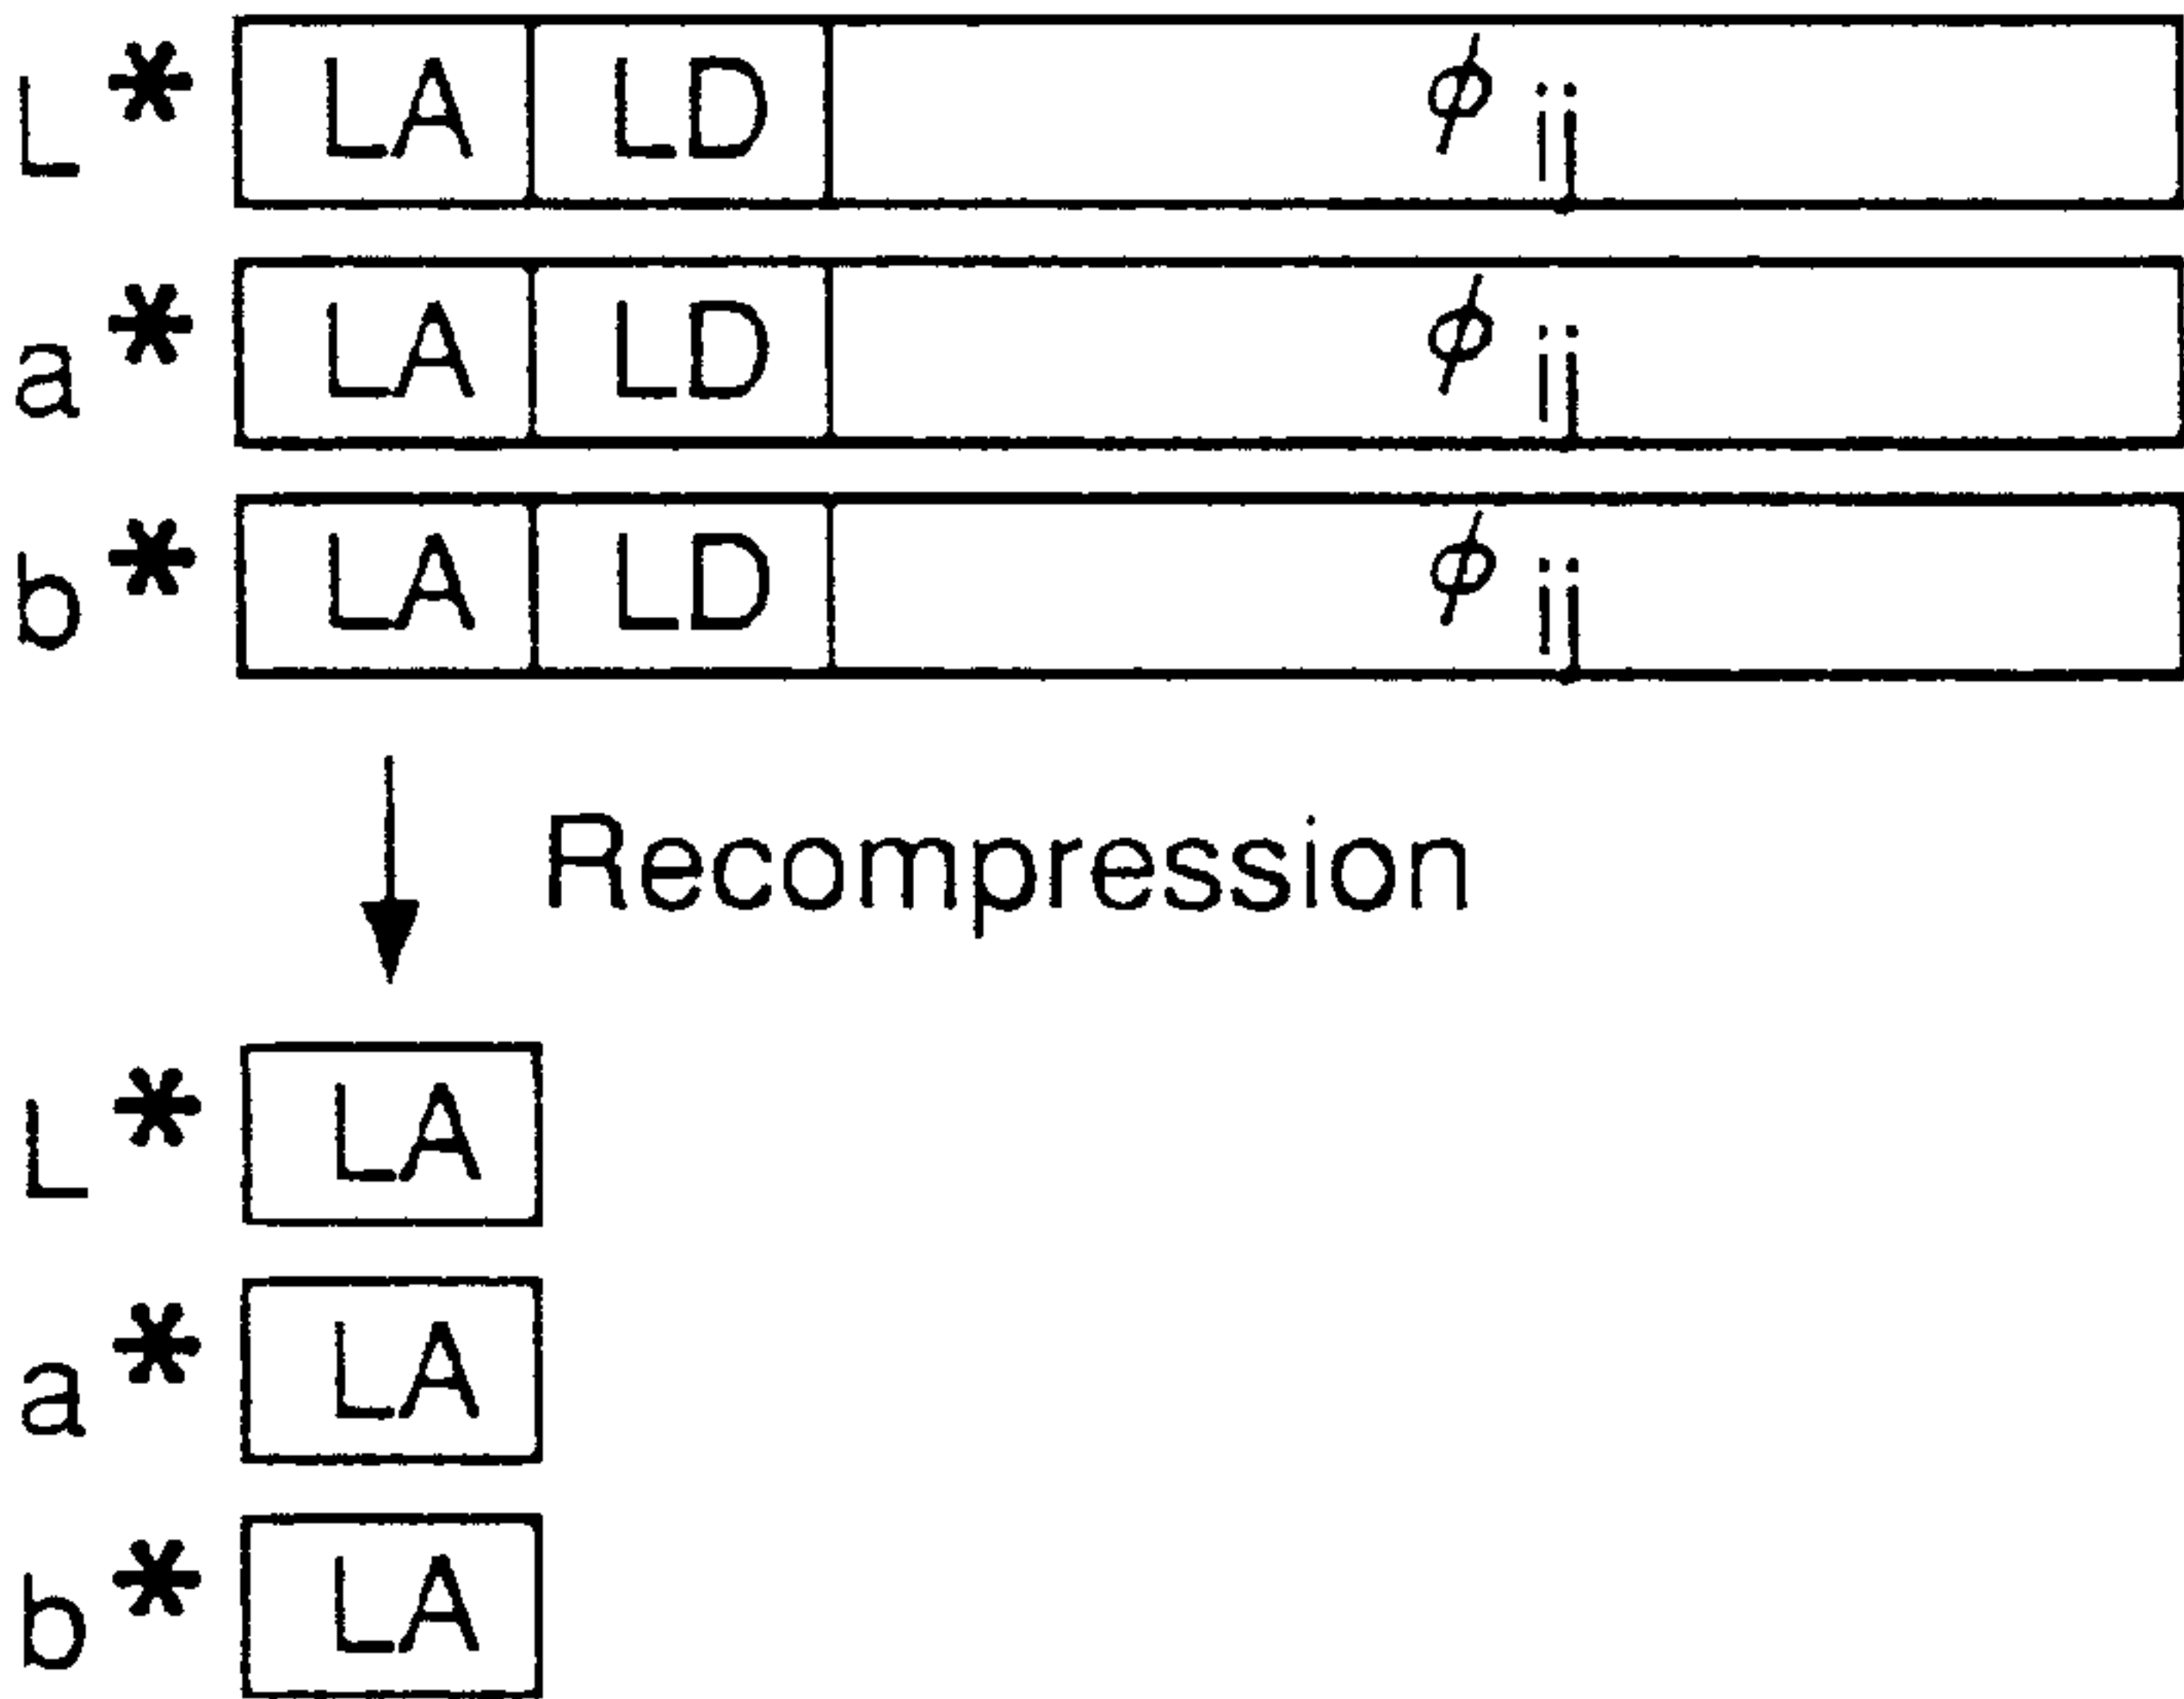 L* LA LD ϕij
a* LA LD ϕij
b* LA LD ϕij
Recompression
L* LA
a* LA
b* LA